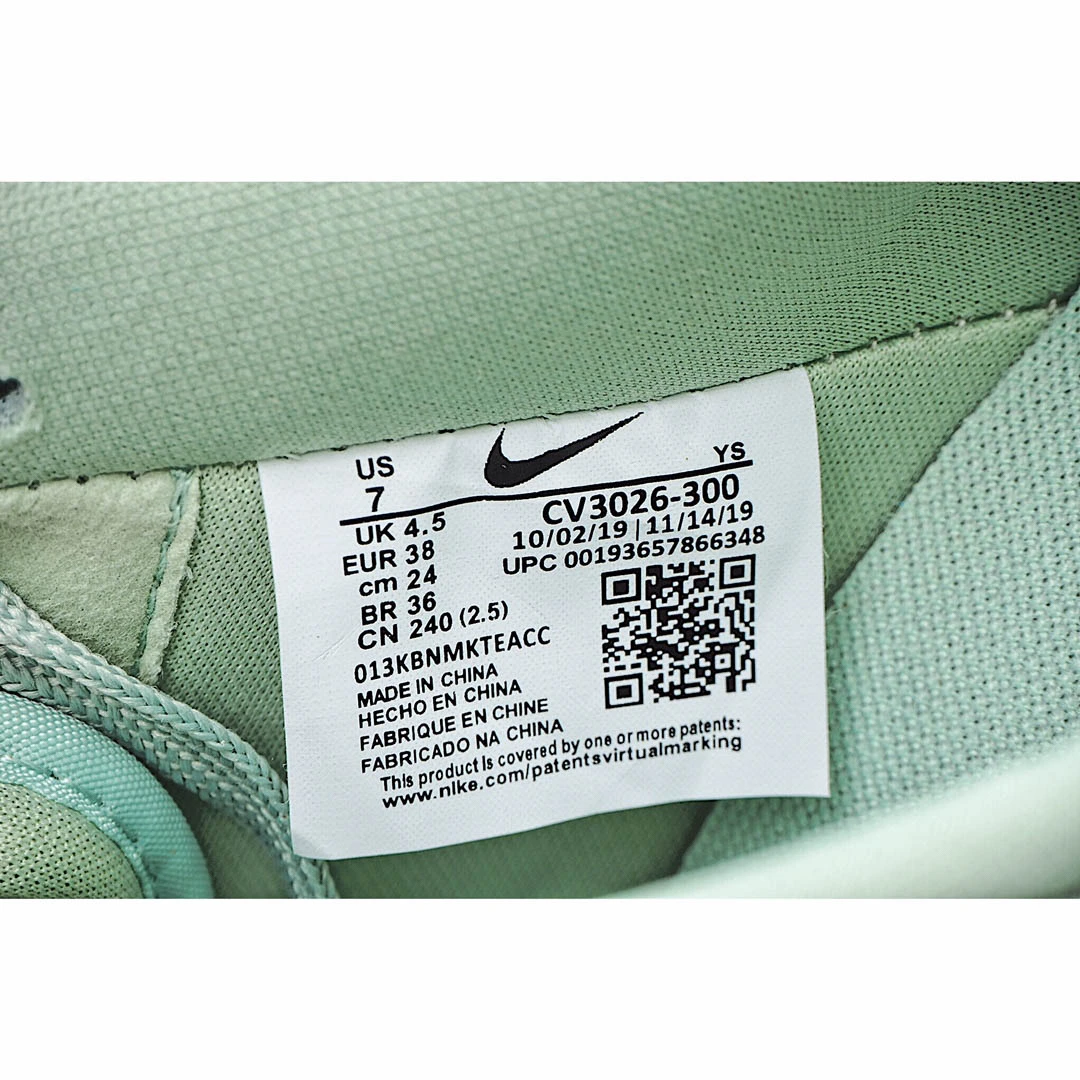 US
7
YS
UK 4.5
CV3026-300
EUR 38
10/02/19 | 11/14/19
cm 24
UPC 00193657866348
BR 36
CN 240 (2.5)
013KBNMKTEACC
MADE IN CHINA
HECHO EN CHINA
FABRIQUE EN CHINE
FABRICADO NA CHINA
This product is covered by one or more patents:
www.nike.com/patentsvirtualmarking